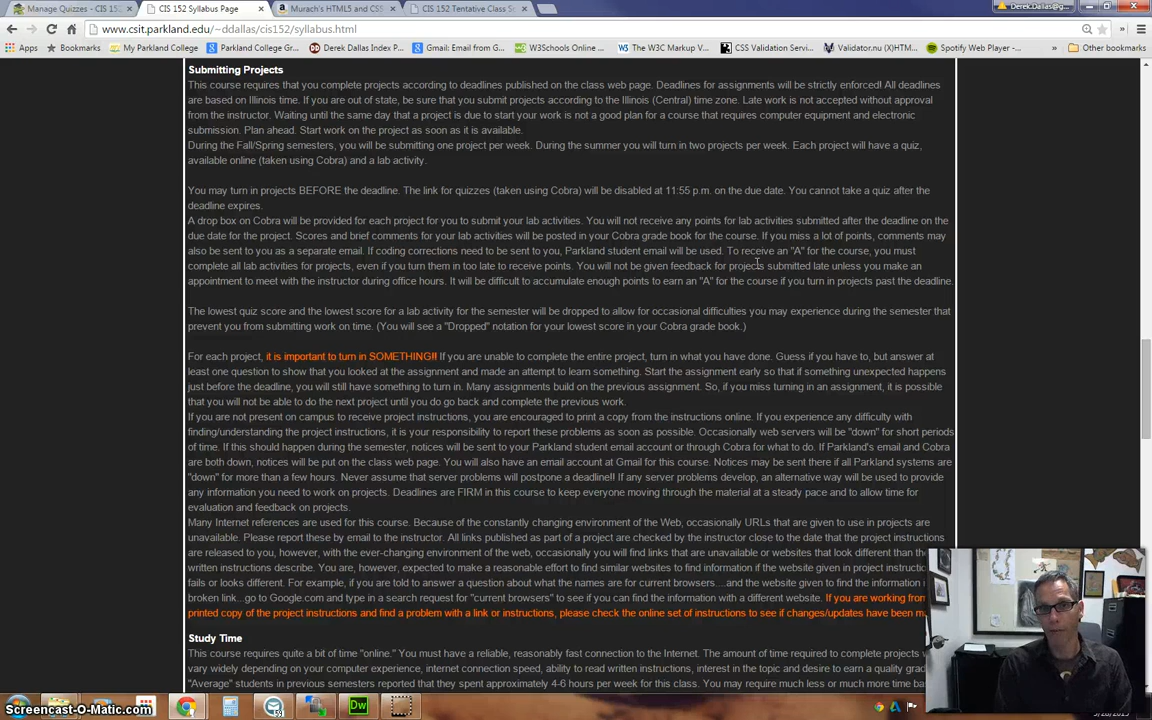 Manage Quizzes - CIS 152
CIS 152 Syllabus Page
Murach's HTML5 and CSS
CIS 152 Tentative Class S
Derek.Dallas@g...
www.csit.parkland.edu/~ddallas/cis152/syllabus.html
Apps Bookmarks My Parkland College Parkland College Gr... Derek Dallas Index P... Gmail: Email from G... W3Schools Online ... The W3C Markup V... CSS Validation Servi... Validator.nu (X)HTM... Spotify Web Player -... » Other bookmarks
Submitting Projects
This course requires that you complete projects according to deadlines published on the class web page. Deadlines for assignments will be strictly enforced! All deadlines
are based on Illinois time. If you are out of state, be sure that you submit projects according to the Illinois (Central) time zone. Late work is not accepted without approval
from the instructor. Waiting until the same day that a project is due to start your work is not a good plan for a course that requires computer equipment and electronic
submission. Plan ahead. Start work on the project as soon as it is available.
During the Fall/Spring semesters, you will be submitting one project per week. During the summer you will turn in two projects per week. Each project will have a quiz,
available online (taken using Cobra) and a lab activity.
You may turn in projects BEFORE the deadline. The link for quizzes (taken using Cobra) will be disabled at 11:55 p.m. on the due date. You cannot take a quiz after the
deadline expires.
A drop box on Cobra will be provided for each project for you to submit your lab activities. You will not receive any points for lab activities submitted after the deadline on the
due date for the project. Scores and brief comments for your lab activities will be posted in your Cobra grade book for the course. If you miss a lot of points, comments may
also be sent to you as a separate email. If coding corrections need to be sent to you, Parkland student email will be used. To receive an "A" for the course, you must
complete all lab activities for projects, even if you turn them in too late to receive points. You will not be given feedback for projects submitted late unless you make an
appointment to meet with the instructor during office hours. It will be difficult to accumulate enough points to earn an "A" for the course if you turn in projects past the deadline.
The lowest quiz score and the lowest score for a lab activity for the semester will be dropped to allow for occasional difficulties you may experience during the semester that
prevent you from submitting work on time. (You will see a "Dropped" notation for your lowest score in your Cobra grade book.)
For each project, it is important to turn in SOMETHING!! If you are unable to complete the entire project, turn in what you have done. Guess if you have to, but answer at
least one question to show that you looked at the assignment and made an attempt to learn something. Start the assignment early so that if something unexpected happens
just before the deadline, you will still have something to turn in. Many assignments build on the previous assignment. So, if you miss turning in an assignment, it is possible
that you will not be able to do the next project until you do go back and complete the previous work.
If you are not present on campus to receive project instructions, you are encouraged to print a copy from the instructions online. If you experience any difficulty with
finding/understanding the project instructions, it is your responsibility to report these problems as soon as possible. Occasionally web servers will be "down" for short periods
of time. If this should happen during the semester, notices will be sent to your Parkland student email account or through Cobra for what to do. If Parkland's email and Cobra
are both down, notices will be put on the class web page. You will also have an email account at Gmail for this course. Notices may be sent there if all Parkland systems are
"down" for more than a few hours. Never assume that server problems will postpone a deadline!! If any server problems develop, an alternative way will be used to provide
any information you need to work on projects. Deadlines are FIRM in this course to keep everyone moving through the material at a steady pace and to allow time for
evaluation and feedback on projects.
Many Internet references are used for this course. Because of the constantly changing environment of the Web, occasionally URLs that are given to use in projects are
unavailable. Please report these by email to the instructor. All links published as part of a project are checked by the instructor close to the date that the project instructions
are released to you, however, with the ever-changing environment of the web, occasionally you will find links that are unavailable or websites that look different than the
written instructions describe. You are, however, expected to make a reasonable effort to find similar websites to find information if the website given in project instruc
fails or looks different. For example, if you are told to answer a question about what the names are for current browsers....and the website given to find the information i
broken link...go to Google.com and type in a search request for "current browsers" to see if you can find the information with a different website. If you are working from
printed copy of the project instructions and find a problem with a link or instructions, please check the online set of instructions to see if changes/updates have been m
Study Time
This course requires quite a bit of time "online." You must have a reliable, reasonably fast connection to the Internet. The amount of time required to complete projects
vary widely depending on your computer experience, internet connection speed, ability to read written instructions, interest in the topic and desire to earn a quality grad
"Average" students in previous semesters reported that they spent approximately 4-6 hours per week for this class. You may require much less or much more time ba
Screencast-O-Matic.com
Dw